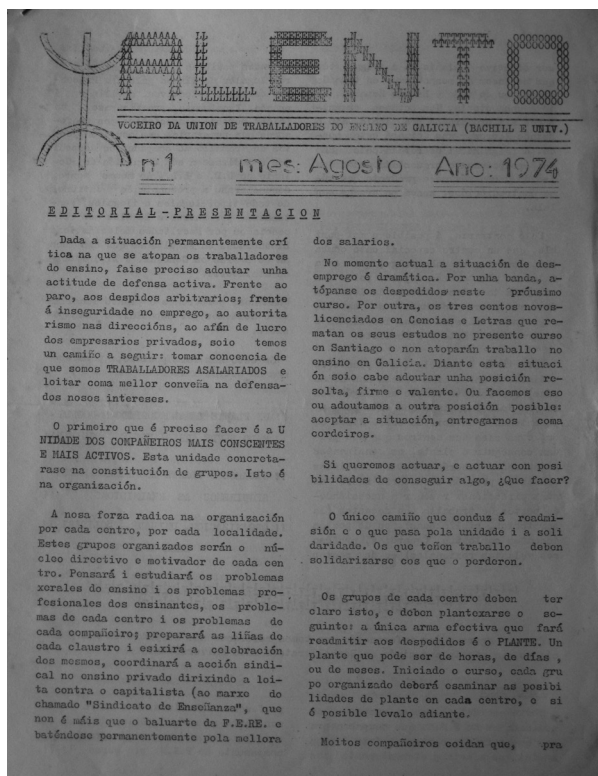 ALENTO
VOCEIRO DA UNION DE TRABALLADORES DO ENSINO DE GALICIA (BACHILL E UNIV.)
nº1 mes: Agosto Ano: 1974
EDITORIAL-PRESENTACION
Dada a situación permanentemente crí
tica na que se atopan os traballadores
do ensino, faise preciso adoutar unha
actitude de defensa activa. Frente ao
paro, aos despidos arbitrarios; frente
á inseguridade no emprego, ao autorita
rismo nas direccións, ao afán de lucro
dos empresarios privados, soio temos
un camiño a seguir: tomar concencia de
que somos TRABALLADORES ASALARIADOS e
loitar coma mellor conveña na defensa-
dos nosos intereses.
O primeiro que é preciso facer é a U
NIDADE DOS COMPAÑEIROS MAIS CONSCENTES
E MAIS ACTIVOS. Esta unidade concreta-
rase na constitución de grupos. Isto é
na organización.
A nosa forza radica na organización
por cada centro, por cada localidade.
Estes grupos organizados serán o nú-
cleo directivo e motivador de cada cen
tro. Pensará i estudiará os problemas
xerales do ensino i os problemas pro-
fesionales dos ensinantes, os proble-
mas de cada centro i os problemas de
cada compañeiro; preparará as liñas de
cada claustro i esixirá a celebración
dos mesmos, coordinará a acción sindi-
cal no ensino privado dirixindo a loi-
ta contra o capitalista (ao marxe do
chamado "Sindicato de Enseñanza", que
non é máis que o baluarte da F.E.RE. e
baténdose permanentemente pola mellora
dos salarios.
No momento actual a situación de des-
emprego é dramática. Por unha banda, a-
tópanse os despedidos neste próusimo
curso. Por outra, os tres centos novos-
licenciados en Cencias e Letras que re-
matan os seus estudos no presente curso
en Santiago e non atoparán traballo no
ensino en Galicia. Diante esta situaci
ón soio cabe adoutar unha posición re-
solta, firme e valente. Ou facemos eso
ou adoutamos a outra posición posible:
aceptar a situación, entregarnos coma
cordeiros.
Si queremos actuar, e actuar con posi
bilidades de conseguir algo, ¿Que facer?
O único camiño que conduz á readmi-
sión e o que pasa pola unidade i a soli
daridade. Os que teñen traballo deben
solidarizarse cos que o perderon.
Os grupos de cada centro deben ter
claro isto, e deben plantexarse o se-
guinte: a única arma efectiva que fará
readmitir aos despedidos é o PLANTE. Un
plante que pode ser de horas, de días ,
ou de meses. Iniciado o curso, cada gru
po organizado deberá esaminar as posibi
lidades de plante en cada centro, e si
é posible levalo adiante.
Moitos compañeiros coidan que, pra